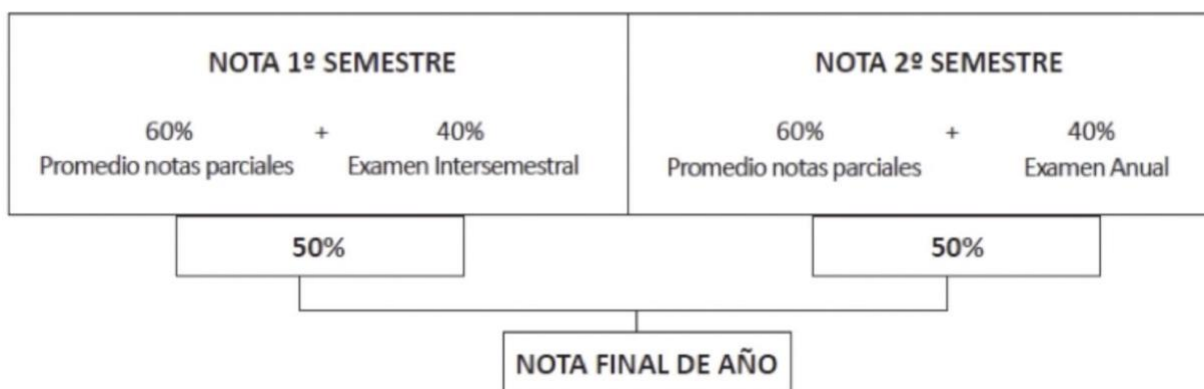 NOTA 1º SEMESTRE
60% + 40%
Promedio notas parciales Examen Intersemestral
50%
NOTA 2º SEMESTRE
60% + 40%
Promedio notas parciales Examen Anual
50%
NOTA FINAL DE AÑO